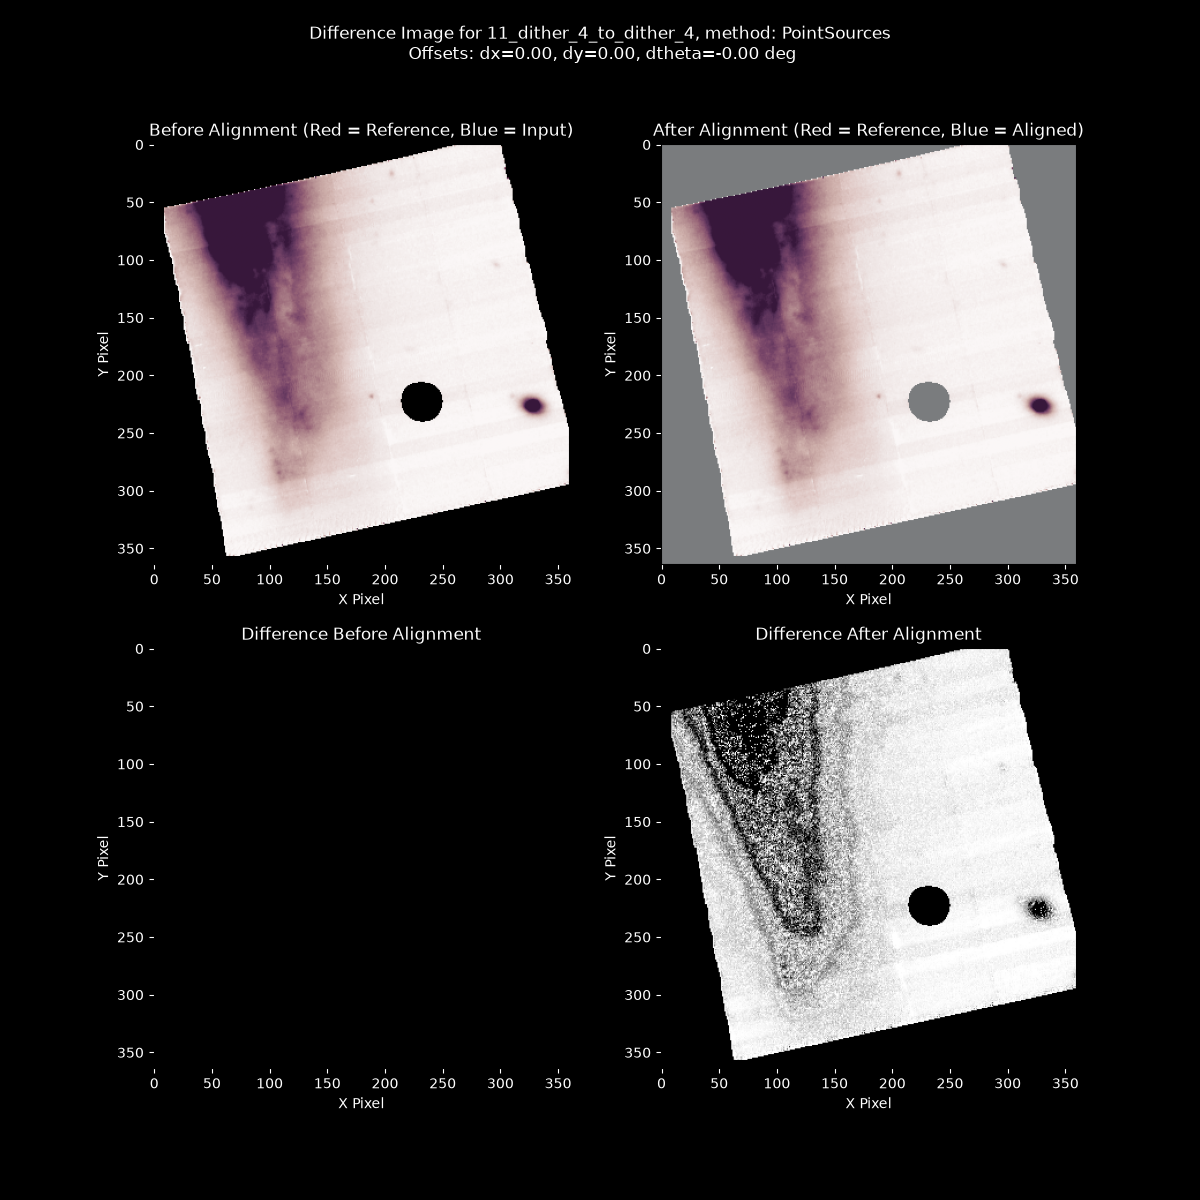 Difference Image for 11_dither_4_to_dither_4, method: PointSources
Offsets: dx=0.00, dy=0.00, dtheta=-0.00 deg
Before Alignment (Red = Reference, Blue = Input)
0
50
100
150
200
250
300
350
Y Pixel
0 50 100 150 200 250 300 350
X Pixel
After Alignment (Red = Reference, Blue = Aligned)
0
50
100
150
200
250
300
350
Y Pixel
0 50 100 150 200 250 300 350
X Pixel
Difference Before Alignment
0
50
100
150
200
250
300
350
Y Pixel
0 50 100 150 200 250 300 350
X Pixel
Difference After Alignment
0
50
100
150
200
250
300
350
Y Pixel
0 50 100 150 200 250 300 350
X Pixel